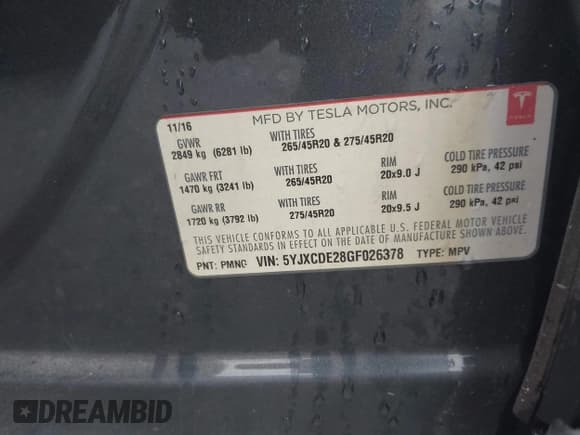 MFD BY TESLA MOTORS, INC.
TESLA
11/16
GVWR WITH TIRES
2849 kg (6281 lb) 265/45R20 & 275/45R20
GAWR FRT WITH TIRES RIM COLD TIRE PRESSURE
1470 kg (3241 lb) 265/45R20 20x9.0 J 290 kPa, 42 psi
GAWR RR WITH TIRES RIM COLD TIRE PRESSURE
1720 kg (3792 lb) 275/45R20 20x9.5 J 290 kPa, 42 psi
THIS VEHICLE CONFORMS TO ALL APPLICABLE U.S. FEDERAL MOTOR VEHICLE
SAFETY STANDARDS IN EFFECT ON THE DATE OF MANUFACTURE SHOWN ABOVE.
PNT: PMNG VIN: 5YJXCDE28GF026378 TYPE: MPV
DREAMBID